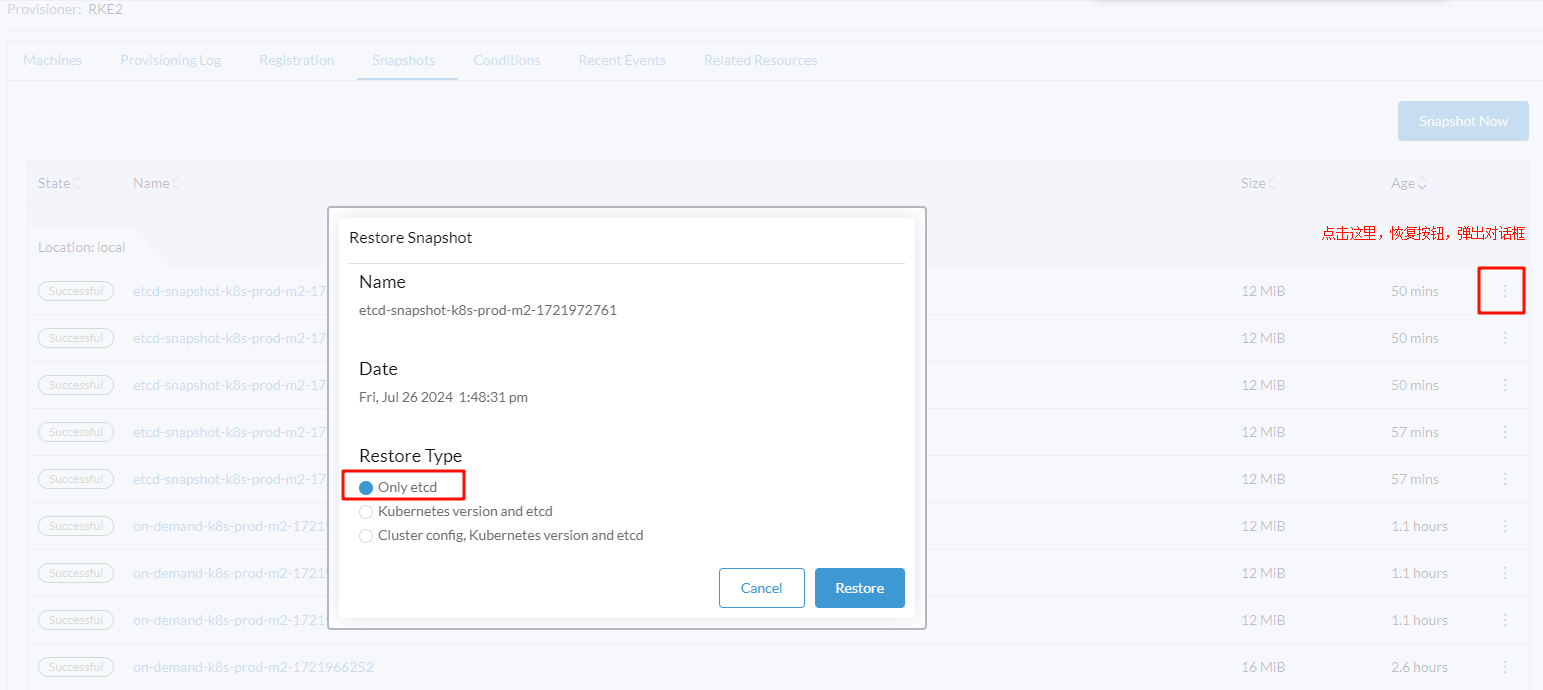 Provisioner: RKE2
Machines Provisioning Log Registration Snapshots Conditions Recent Events Related Resources
Snapshot Now
State Name Size Age
点击这里，恢复按钮，弹出对话框
Location: local
Restore Snapshot
Name
etcd-snapshot-k8s-prod-m2-1721972761
Date
Fri, Jul 26 2024 1:48:31 pm
Restore Type
Only etcd
Kubernetes version and etcd
Cluster config, Kubernetes version and etcd
Cancel Restore
Successful etcd-snapshot-k8s-prod-m2-17 12 MiB 50 mins
Successful etcd-snapshot-k8s-prod-m2-17 12 MiB 50 mins
Successful etcd-snapshot-k8s-prod-m2-17 12 MiB 50 mins
Successful etcd-snapshot-k8s-prod-m2-17 12 MiB 57 mins
Successful etcd-snapshot-k8s-prod-m2-17 12 MiB 57 mins
Successful on-demand-k8s-prod-m2-1721 12 MiB 1.1 hours
Successful on-demand-k8s-prod-m2-1721 12 MiB 1.1 hours
Successful on-demand-k8s-prod-m2-1721 12 MiB 1.1 hours
Successful on-demand-k8s-prod-m2-1721966252 16 MiB 2.6 hours